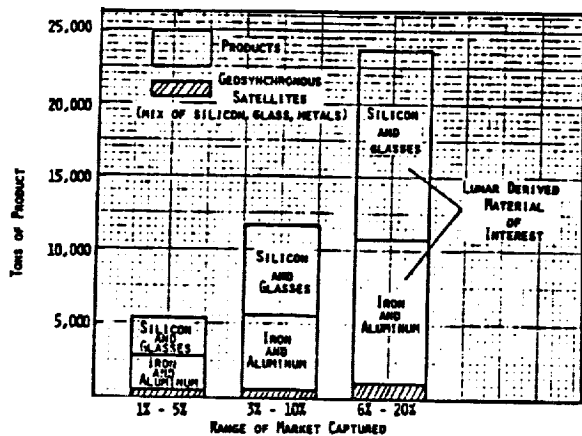 25,000
20,000
15,000
10,000
5,000
Tons of Product
Products
Geosynchronous
Satellites
(mix of silicon, glass, metals)
Silicon
and
Glasses
Iron
and
Aluminum
Silicon
and
Glasses
Iron
and
Aluminum
Silicon
and
glasses
Iron
and
Aluminum
Lunar Derived
Material
of
Interest
1% - 5%
3% - 10%
6% - 20%
Range of Market Captured